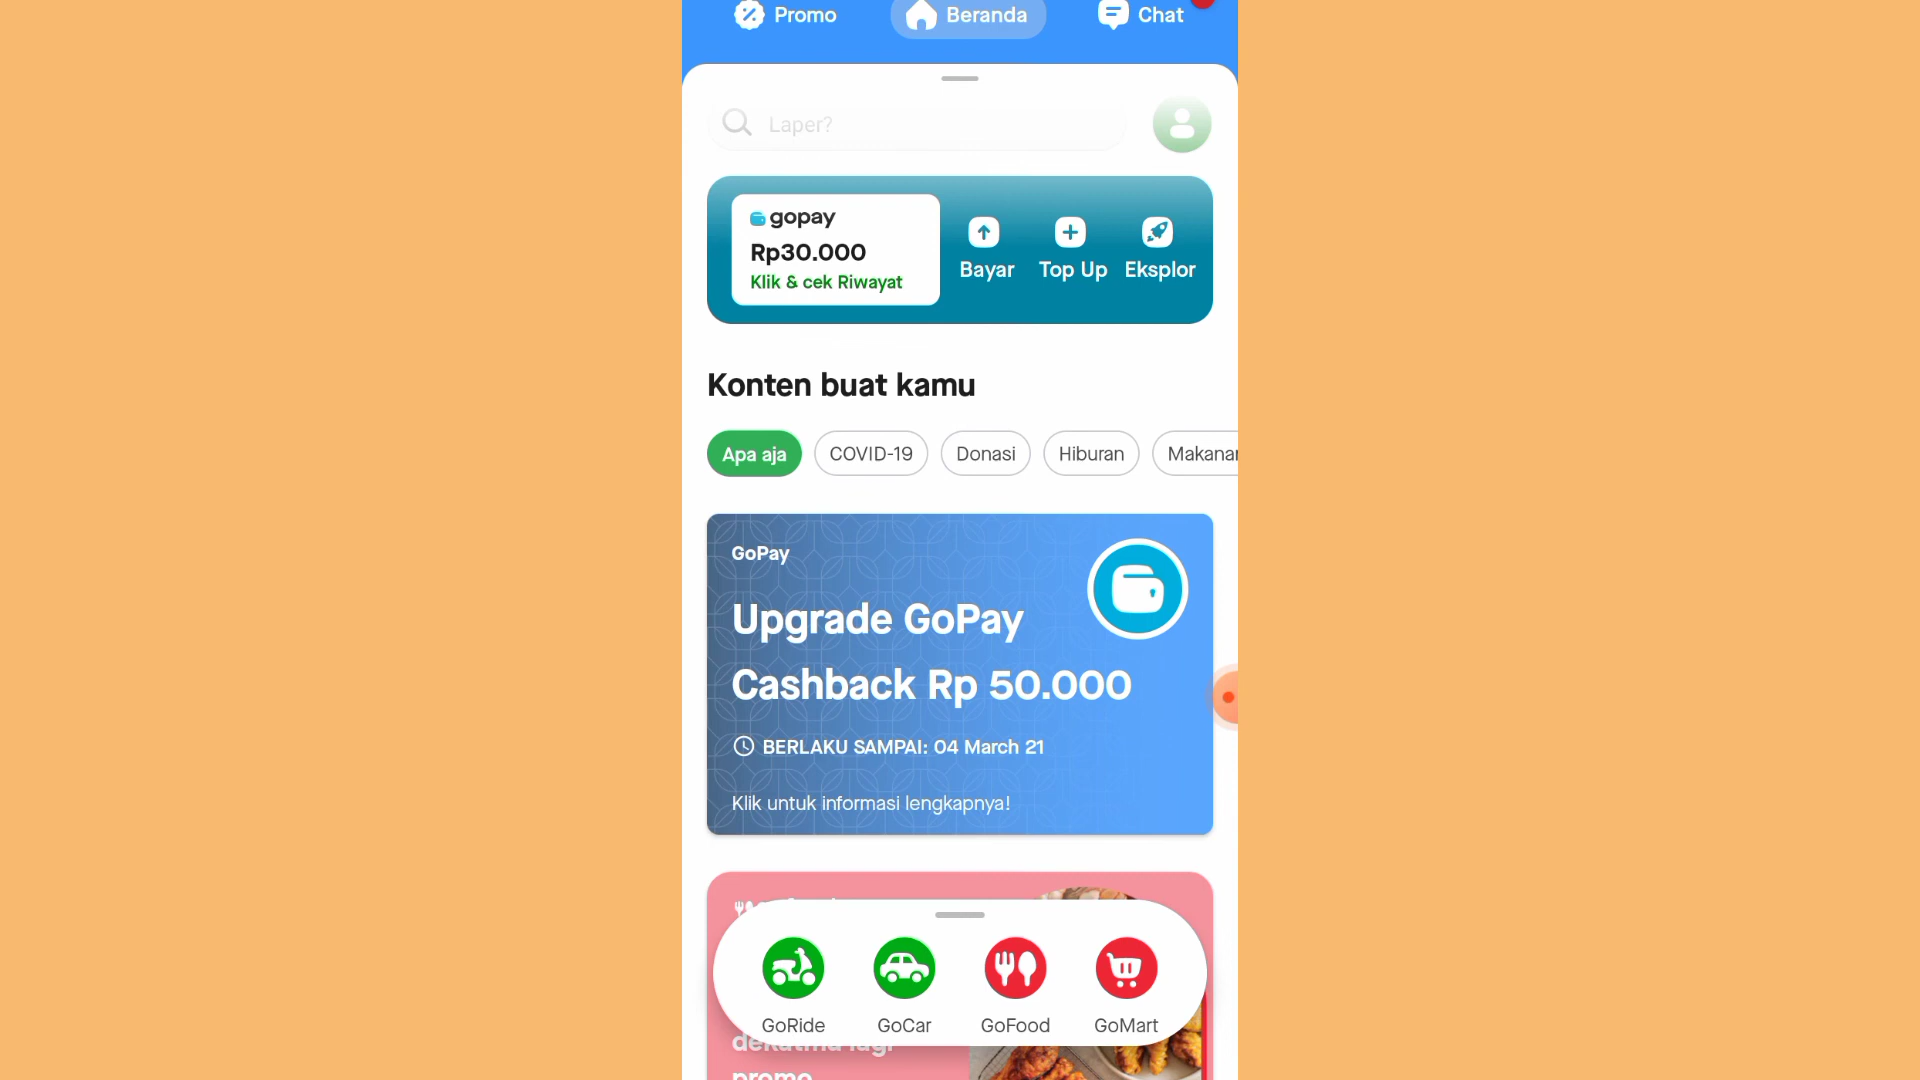 Promo
Beranda
Chat
Laper?
gopay
Rp30.000
Klik & cek Riwayat
Bayar
Top Up
Eksplor
Konten buat kamu
Apa aja
COVID-19
Donasi
Hiburan
GoPay
Upgrade GoPay
Cashback Rp 50.000
BERLAKU SAMPAI: 04 March 21
Klik untuk informasi lengkapnya!
GoRide
GoCar
GoFood
GoMart
promo